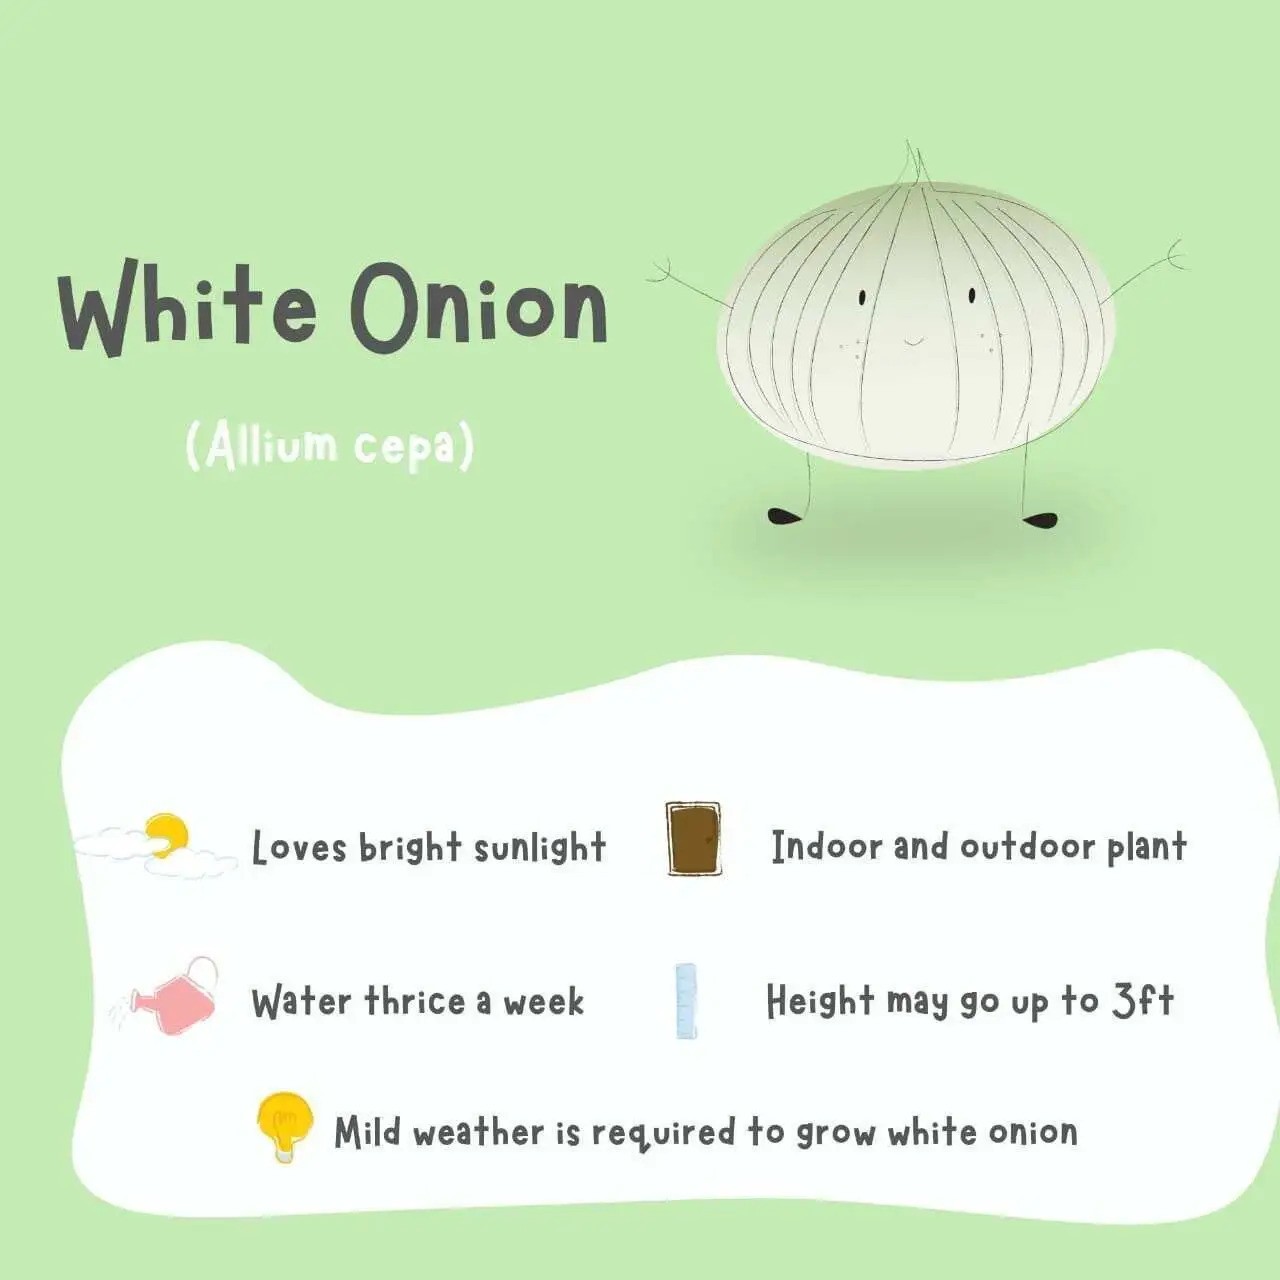 White Onion
(Allium cepa)
Loves bright sunlight
Indoor and outdoor plant
Water thrice a week
Height may go up to 3ft
Mild weather is required to grow white onion